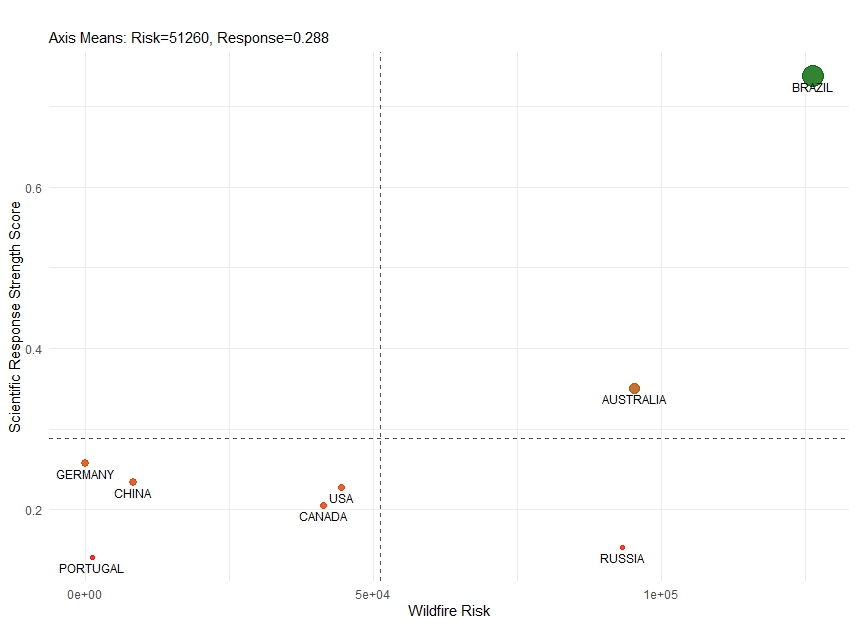 Axis Means: Risk=51260, Response=0.288
BRAZIL
0.6
Scientific Response Strength Score
0.4
AUSTRALIA
GERMANY
CHINA
USA
CANADA
0.2
RUSSIA
PORTUGAL
0e+00
5e+04
1e+05
Wildfire Risk